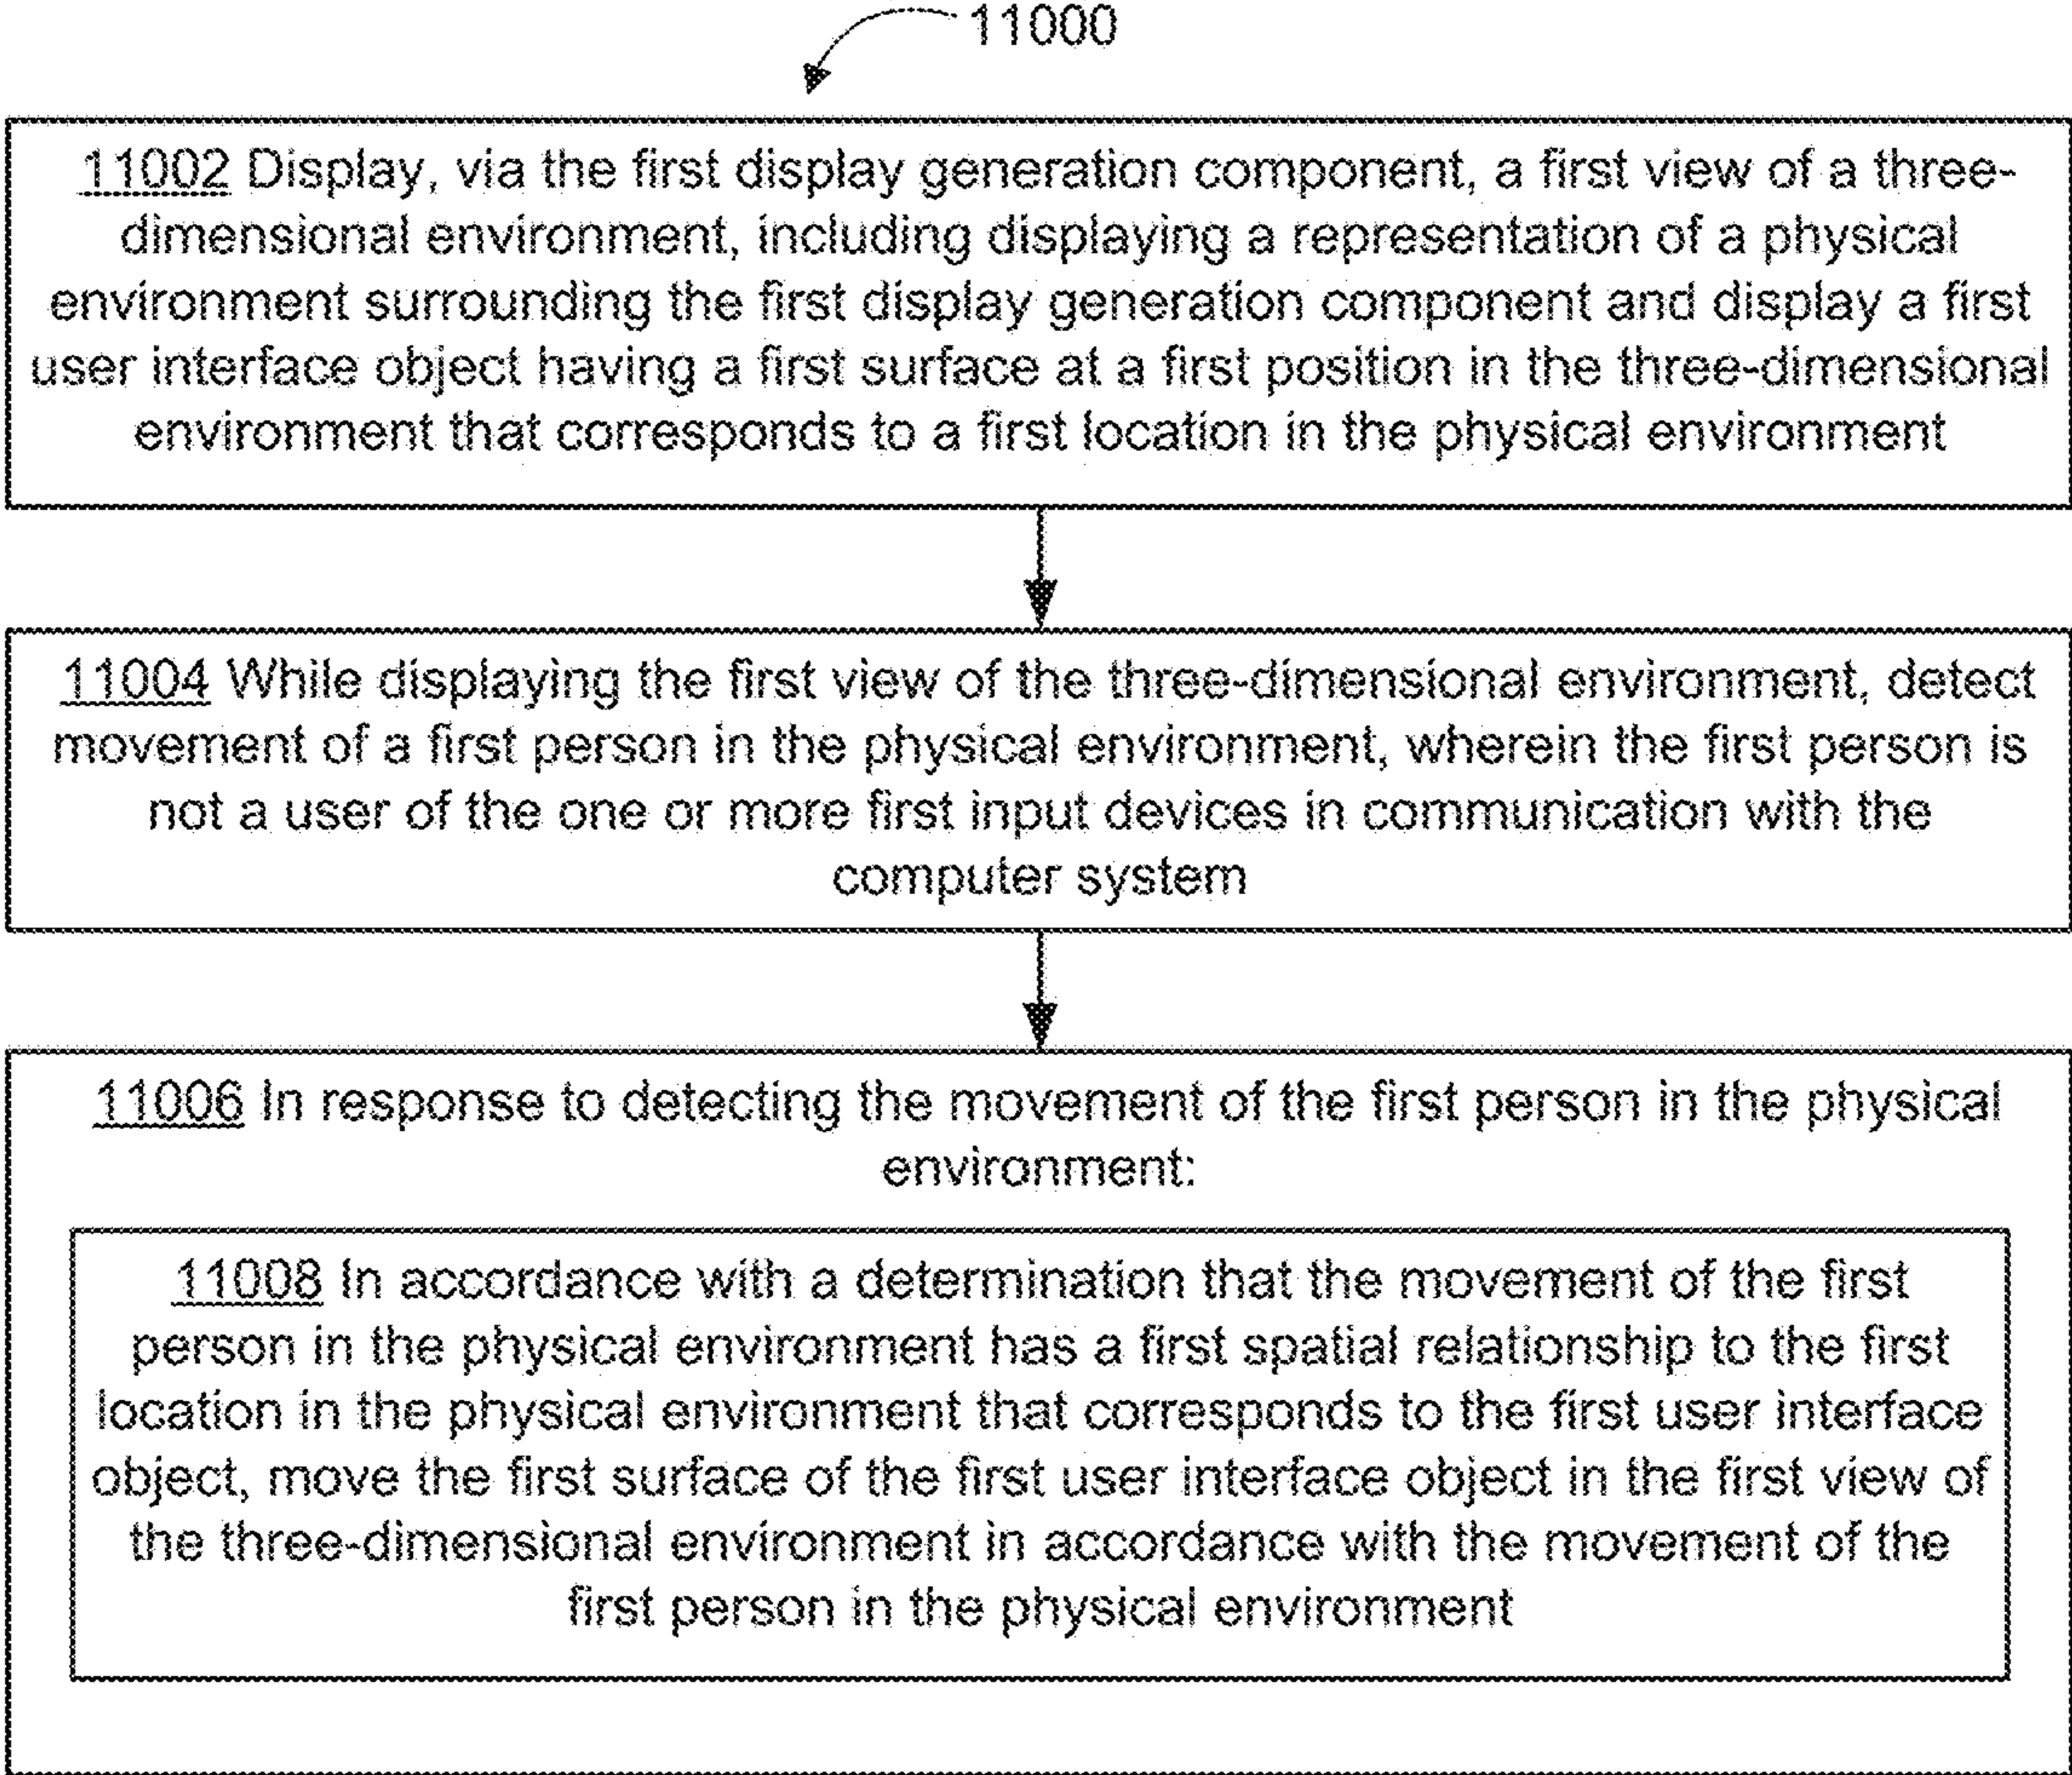 11000
11002 Display, via the first display generation component, a first view of a three-
dimensional environment, including displaying a representation of a physical
environment surrounding the first display generation component and display a first
user interface object having a first surface at a first position in the three-dimensional
environment that corresponds to a first location in the physical environment
11004 While displaying the first view of the three-dimensional environment, detect
movement of a first person in the physical environment, wherein the first person is
not a user of the one or more first input devices in communication with the
computer system
11006 In response to detecting the movement of the first person in the physical
environment:
11008 In accordance with a determination that the movement of the first
person in the physical environment has a first spatial relationship to the first
location in the physical environment that corresponds to the first user interface
object, move the first surface of the first user interface object in the first view of
the three-dimensional environment in accordance with the movement of the
first person in the physical environment